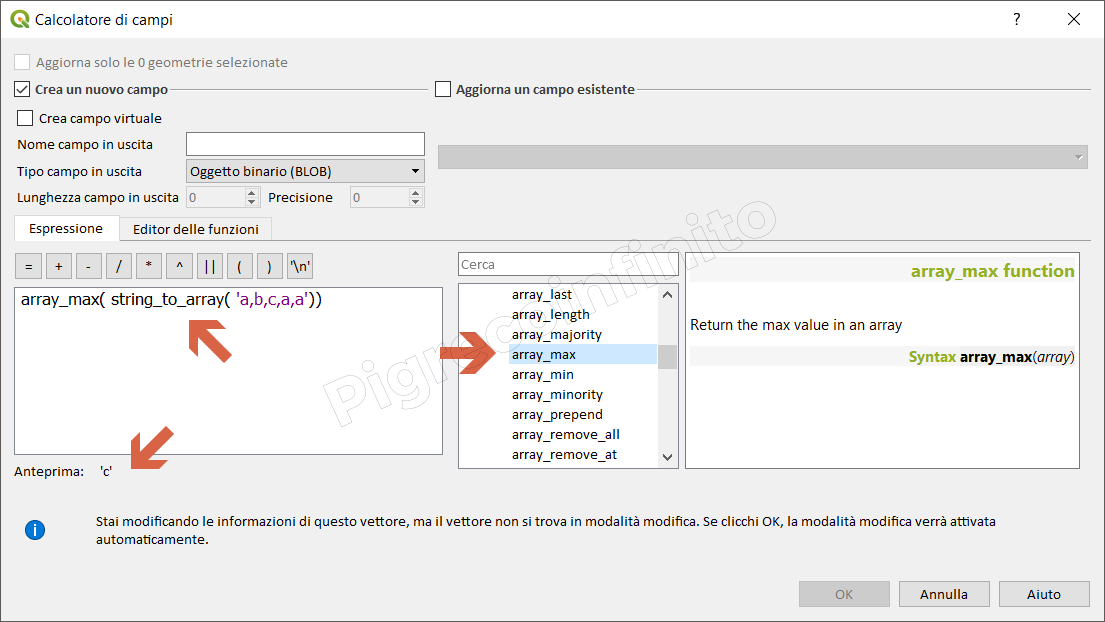 Calcolatore di campi
?
Aggiorna solo le 0 geometrie selezionate
Crea un nuovo campo
Aggiorna un campo esistente
Crea campo virtuale
Nome campo in uscita
Tipo campo in uscita
Oggetto binario (BLOB)
Lunghezza campo in uscita
0
Precisione
0
Espressione
Editor delle funzioni
= + - / * ^ || ( ) '\n'
array_max( string_to_array( 'a,b,c,a,a'))
Anteprima: 'c'
Cerca
array_last
array_length
array_majority
array_max
array_min
array_minority
array_prepend
array_remove_all
array_remove_at
array_max function
Return the max value in an array
Syntax array_max(array)
Pigrecoinfinito
Stai modificando le informazioni di questo vettore, ma il vettore non si trova in modalità modifica. Se clicchi OK, la modalità modifica verrà attivata
automaticamente.
OK
Annulla
Aiuto